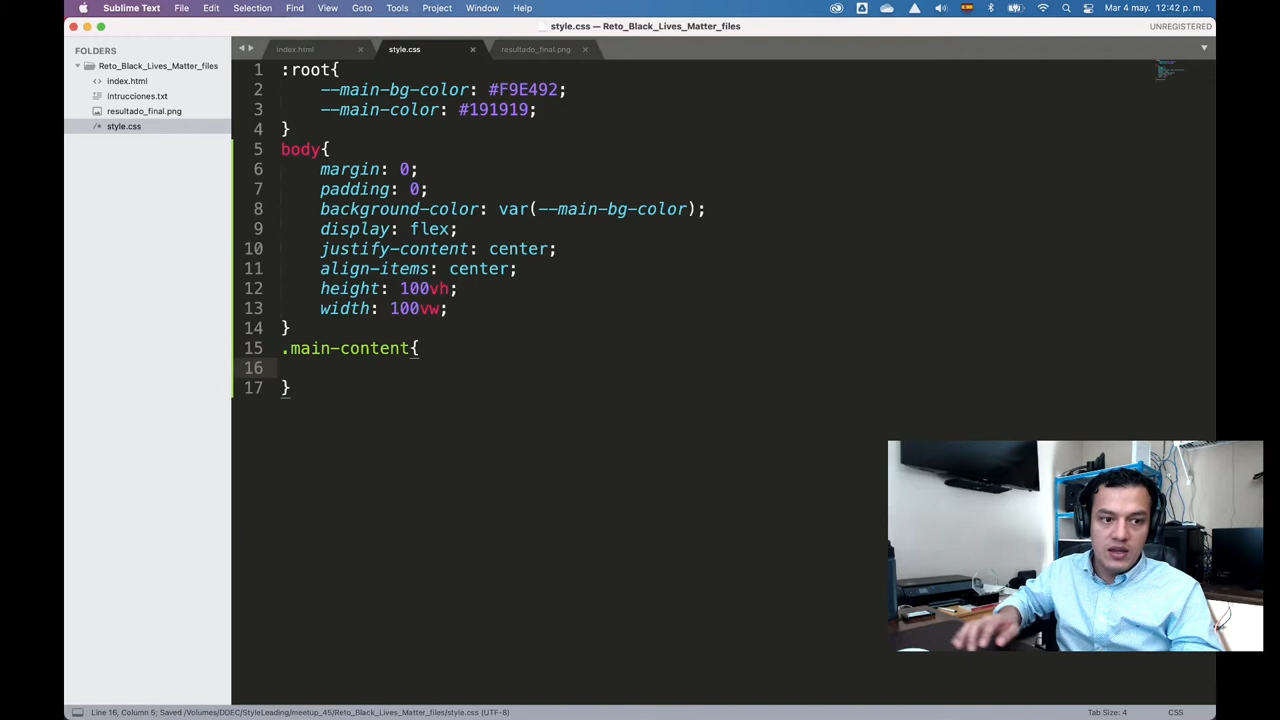 Sublime Text File Edit Selection Find View Goto Tools Project Window Help Mar 4 may. 12:42 p. m.
style.css — Reto_Black_Lives_Matter_files UNREGISTERED
FOLDERS
Reto_Black_Lives_Matter_files
index.html
Intrucciones.txt
resultado_final.png
style.css
index.html × style.css × resultado_final.png ×
1 :root{
2 --main-bg-color: #F9E492;
3 --main-color: #191919;
4 }
5 body{
6 margin: 0;
7 padding: 0;
8 background-color: var(--main-bg-color);
9 display: flex;
10 justify-content: center;
11 align-items: center;
12 height: 100vh;
13 width: 100vw;
14 }
15 .main-content{
16
17 }
Line 16, Column 5; Saved /Volumes/DDEC/StyleLeading/meetup_45/Reto_Black_Lives_Matter_files/style.css (UTF-8) Tab Size: 4 CSS